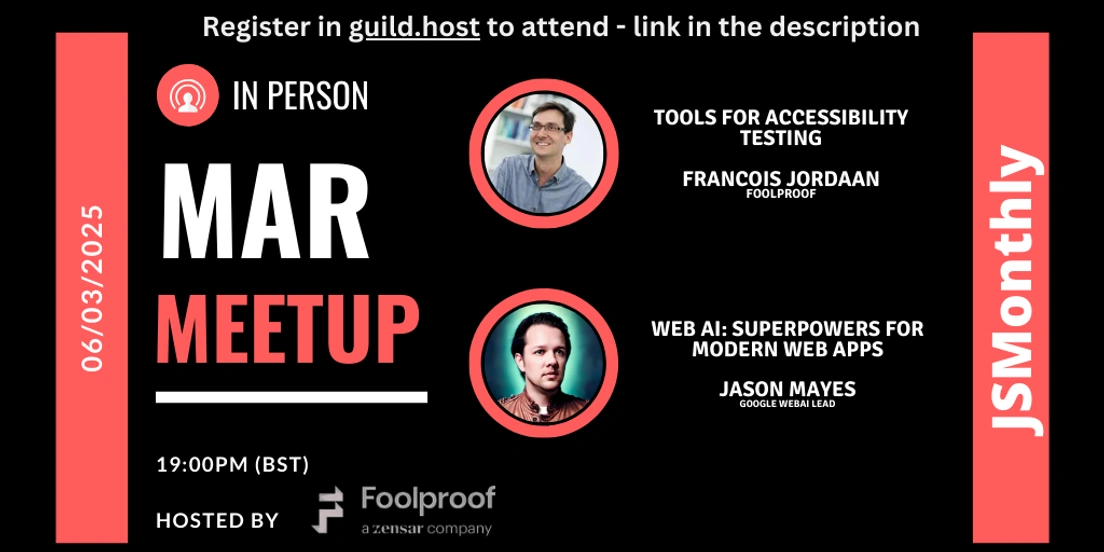 Register in guild.host to attend - link in the description
06/03/2025
IN PERSON
MAR
MEETUP
19:00PM (BST)
HOSTED BY
Foolproof
a zensar company
TOOLS FOR ACCESSIBILITY
TESTING
FRANCOIS JORDAAN
FOOLPROOF
WEB AI: SUPERPOWERS FOR
MODERN WEB APPS
JASON MAYES
GOOGLE WEBAI LEAD
JSMonthly